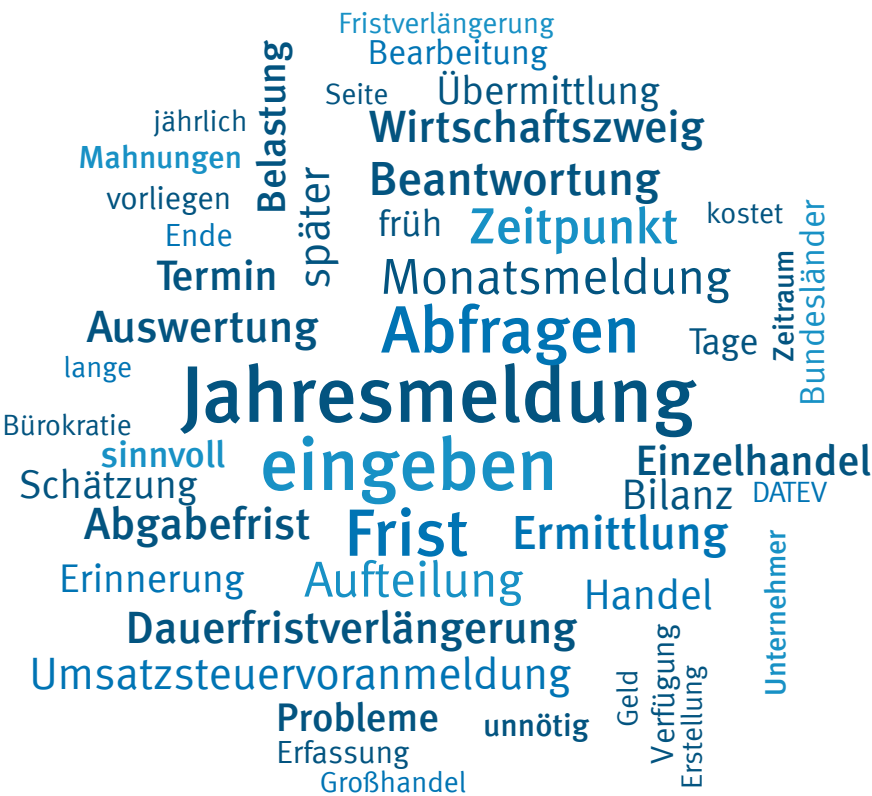 Fristverlängerung
Bearbeitung
Belastung
Seite
Übermittlung
jährlich
Wirtschaftszweig
Mahnungen
Beantwortung
vorliegen
später
früh
Zeitpunkt
kostet
Bundesländer
Ende
Termin
Monatsmeldung
Zeitraum
Auswertung
Abfragen
Tage
lange
Jahresmeldung
Bürokratie
sinnvoll
eingeben
Einzelhandel
Schätzung
Bilanz
DATEV
Abgabefrist
Frist
Ermittlung
Unternehmer
Erinnerung
Aufteilung
Handel
Dauerfristverlängerung
Umsatzsteuervoranmeldung
Geld
Verfügung
Erstellung
Probleme
unnötig
Erfassung
Großhandel